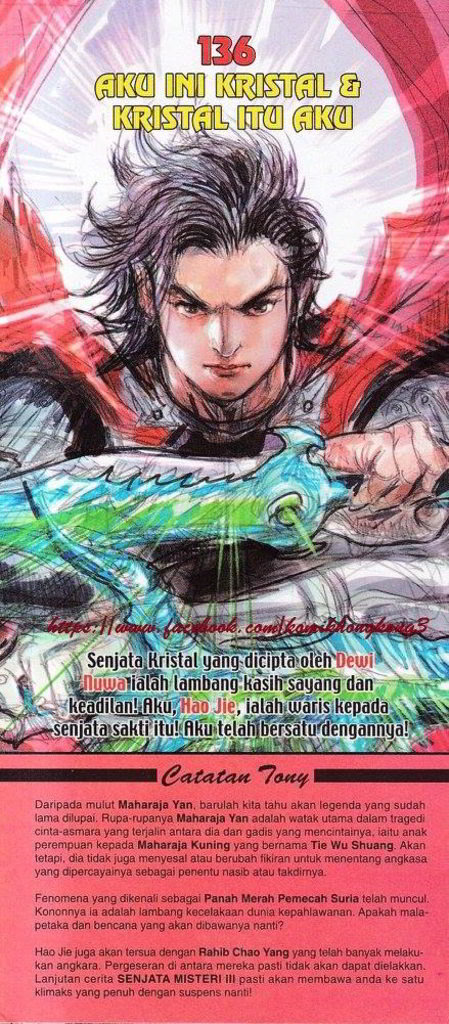 136
AKU INI KRISTAL &
KRISTAL ITU AKU
https://www.facebook.com/komikhongkong3
Senjata Kristal yang dicipta oleh Dewi
Nuwa ialah lambang kasih sayang dan
keadilan! Aku, Hao Jie, ialah waris kepada
senjata sakti itu! Aku telah bersatu dengannya!
Catatan Tony
Daripada mulut Maharaja Yan, barulah kita tahu akan legenda yang sudah
lama dilupai. Rupa-rupanya Maharaja Yan adalah watak utama dalam tragedi
cinta-asmara yang terjalin antara dia dan gadis yang mencintainya, iaitu anak
perempuan kepada Maharaja Kuning yang bernama Tie Wu Shuang. Akan
tetapi, dia tidak juga menyesal atau berubah fikiran untuk menentang angkasa
yang dipercayainya sebagai penentu nasib atau takdirnya.
Fenomena yang dikenali sebagai Panah Merah Pemecah Suria telah muncul.
Kononnya ia adalah lambang kecelakaan dunia kepahlawanan. Apakah mala-
petaka dan bencana yang akan dibawanya nanti?
Hao Jie juga akan tersua dengan Rahib Chao Yang yang telah banyak melaku-
kan angkara. Pergeseran di antara mereka pasti tidak akan dapat dielakkan.
Lanjutan cerita SENJATA MISTERI III pasti akan membawa anda ke satu
klimaks yang penuh dengan suspens nanti!